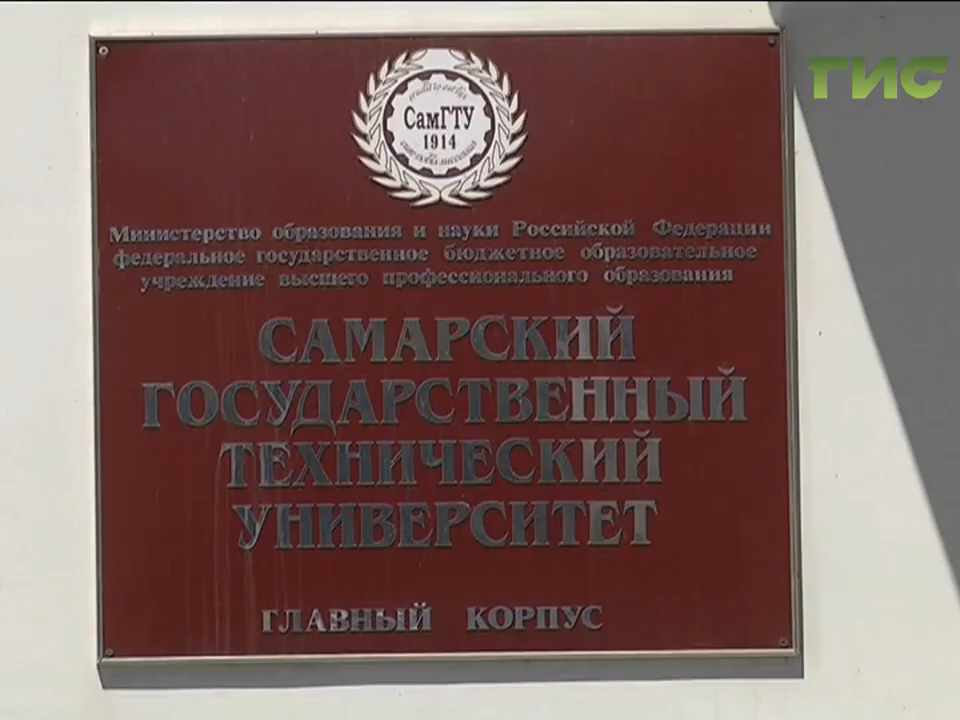 ГИС
СамГТУ
1914
Министерство образования и науки Российской Федерации
федеральное государственное бюджетное образовательное
учреждение высшего профессионального образования
САМАРСКИЙ
ГОСУДАРСТВЕННЫЙ
ТЕХНИЧЕСКИЙ
УНИВЕРСИТЕТ
ГЛАВНЫЙ КОРПУС